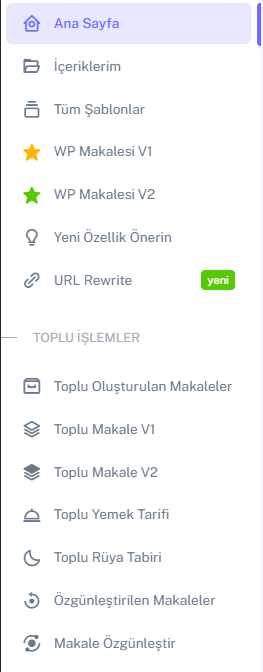 Ana Sayfa
İçeriklerim
Tüm Şablonlar
WP Makalesi V1
WP Makalesi V2
Yeni Özellik Önerin
URL Rewrite yeni
TOPLU İŞLEMLER
Toplu Oluşturulan Makaleler
Toplu Makale V1
Toplu Makale V2
Toplu Yemek Tarifi
Toplu Rüya Tabiri
Özgünleştirilen Makaleler
Makale Özgünleştir